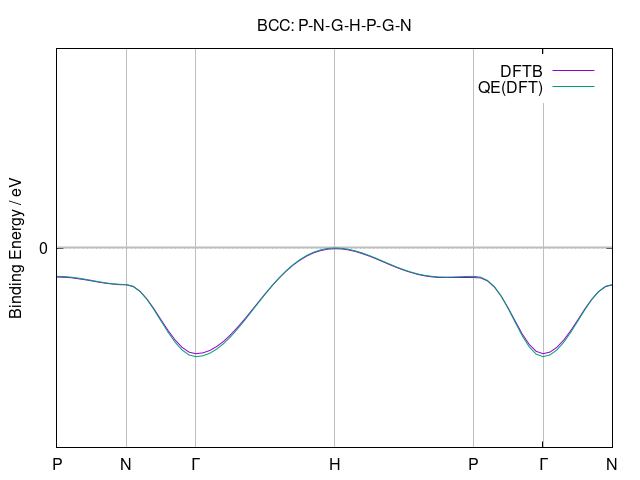 BCC: P-N-G-H-P-G-N
DFTB
QE(DFT)
Binding Energy / eV
0
P N Γ H P Γ N